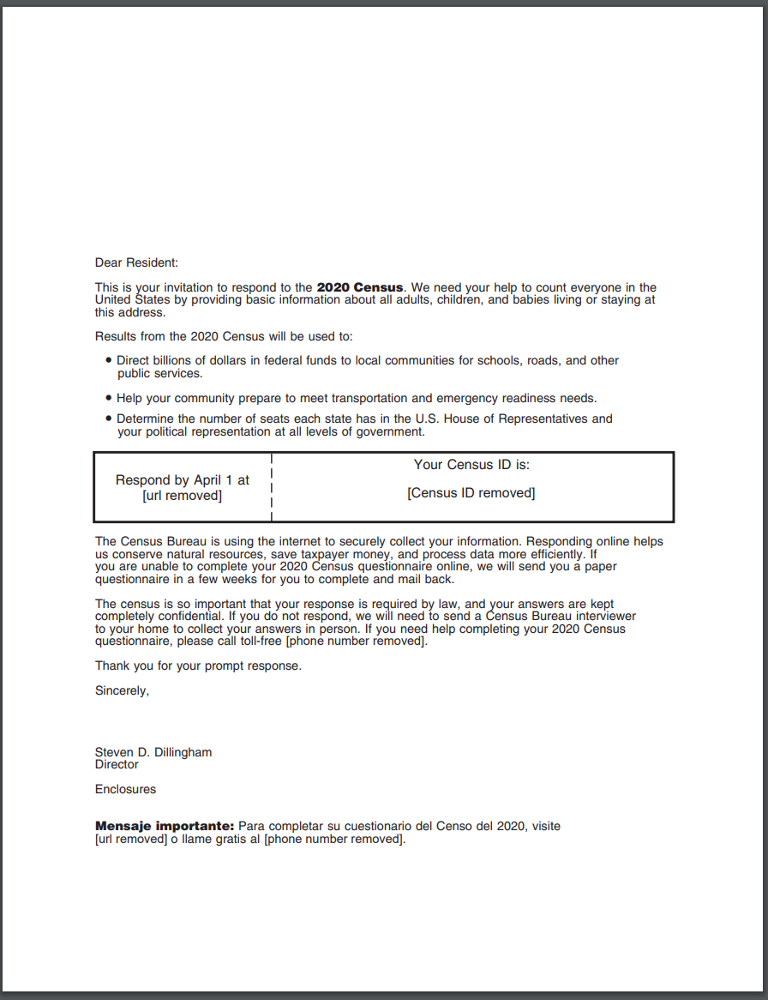 Dear Resident:
This is your invitation to respond to the 2020 Census. We need your help to count everyone in the
United States by providing basic information about all adults, children, and babies living or staying at
this address.
Results from the 2020 Census will be used to:
• Direct billions of dollars in federal funds to local communities for schools, roads, and other
public services.
• Help your community prepare to meet transportation and emergency readiness needs.
• Determine the number of seats each state has in the U.S. House of Representatives and
your political representation at all levels of government.
Respond by April 1 at
[url removed]
Your Census ID is:
[Census ID removed]
The Census Bureau is using the internet to securely collect your information. Responding online helps
us conserve natural resources, save taxpayer money, and process data more efficiently. If
you are unable to complete your 2020 Census questionnaire online, we will send you a paper
questionnaire in a few weeks for you to complete and mail back.
The census is so important that your response is required by law, and your answers are kept
completely confidential. If you do not respond, we will need to send a Census Bureau interviewer
to your home to collect your answers in person. If you need help completing your 2020 Census
questionnaire, please call toll-free [phone number removed].
Thank you for your prompt response.
Sincerely,
Steven D. Dillingham
Director
Enclosures
Mensaje importante: Para completar su cuestionario del Censo del 2020, visite
[url removed] o llame gratis al [phone number removed].